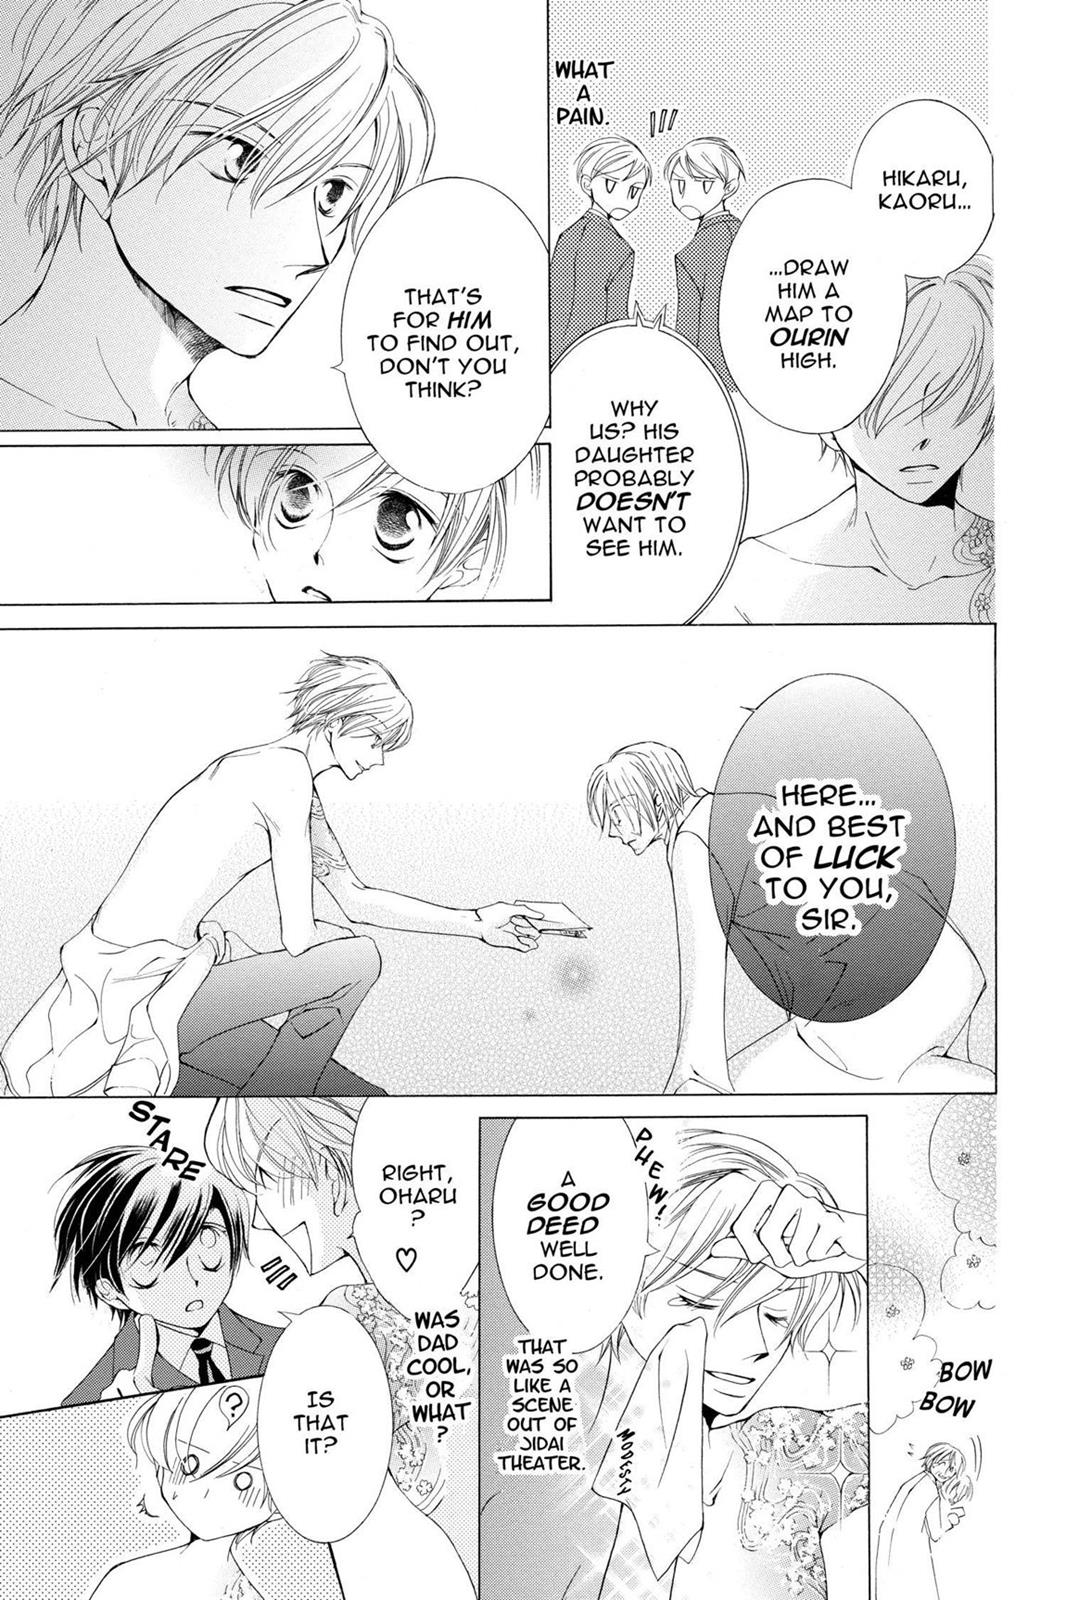 HIKARU,
KAORU...
...DRAW
HIM A
MAP TO
OURIN
HIGH.
WHAT
A
PAIN.
WHY
US? HIS
DAUGHTER
PROBABLY
DOESN'T
WANT TO
SEE HIM.
THAT'S
FOR HIM
TO FIND OUT,
DON'T YOU
THINK?
HERE...
AND BEST
OF LUCK
TO YOU,
SIR.
BOW
BOW
PHEW!
A
GOOD
DEED
WELL
DONE.
THAT
WAS SO
LIKE A
SCENE
OUT OF
JIDAI
THEATER.
MODESTY
RIGHT,
OHARU
?
♡
WAS
DAD
COOL,
OR
WHAT
?
STARE
IS
THAT
IT?
?